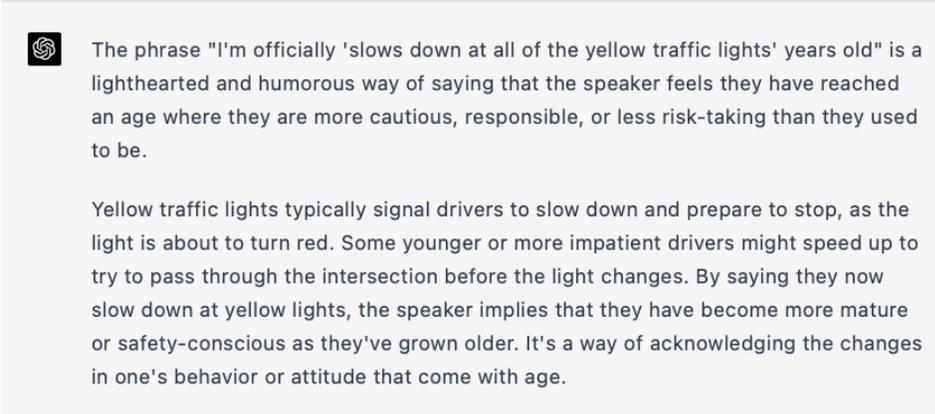 The phrase "I'm officially 'slows down at all of the yellow traffic lights' years old" is a
lighthearted and humorous way of saying that the speaker feels they have reached
an age where they are more cautious, responsible, or less risk-taking than they used
to be.
Yellow traffic lights typically signal drivers to slow down and prepare to stop, as the
light is about to turn red. Some younger or more impatient drivers might speed up to
try to pass through the intersection before the light changes. By saying they now
slow down at yellow lights, the speaker implies that they have become more mature
or safety-conscious as they've grown older. It's a way of acknowledging the changes
in one's behavior or attitude that come with age.